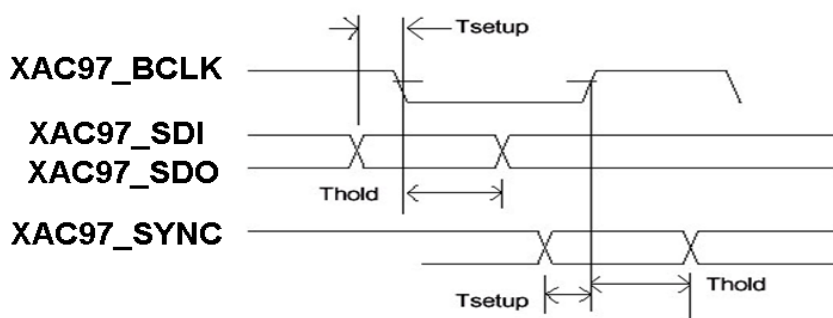 Tsetup
XAC97_BCLK
XAC97_SDI
XAC97_SDO
Thold
XAC97_SYNC
Thold
Tsetup